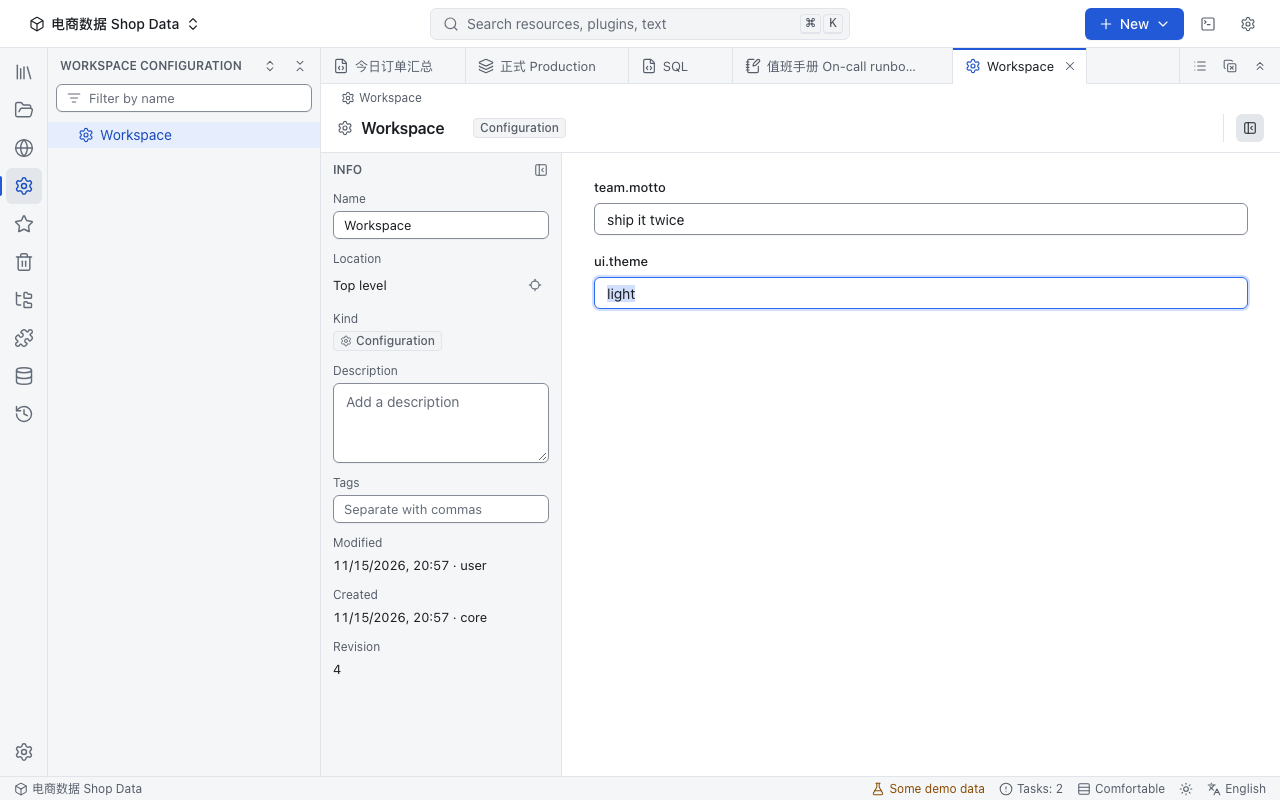 电商数据 Shop Data
Search resources, plugins, text
⌘ K
New
WORKSPACE CONFIGURATION
今日订单汇总
正式 Production
SQL
值班手册 On-call runbo...
Workspace
Filter by name
Workspace
Workspace
Workspace
Configuration
INFO
Name
Workspace
Location
Top level
Kind
Configuration
Description
Add a description
Tags
Separate with commas
Modified
11/15/2026, 20:57 · user
Created
11/15/2026, 20:57 · core
Revision
4
team.motto
ship it twice
ui.theme
light
电商数据 Shop Data
Some demo data
Tasks: 2
Comfortable
English